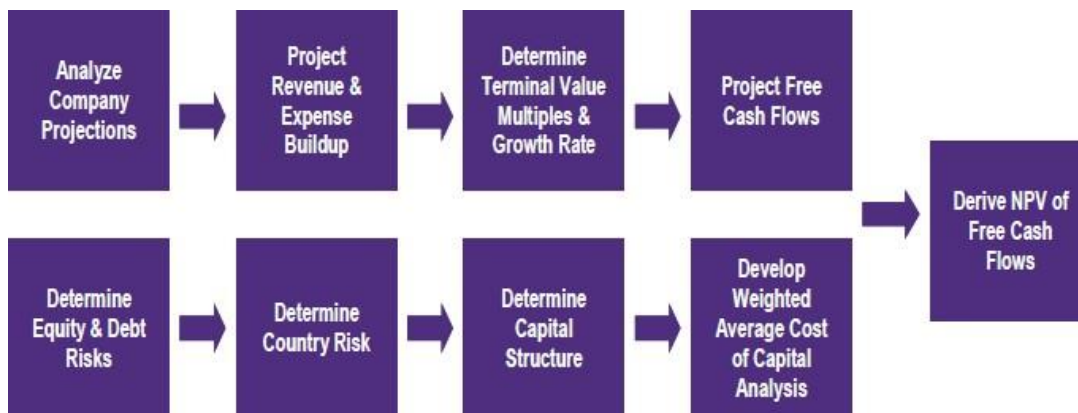 Analyze
Company
Projections
Project
Revenue &
Expense
Buildup
Determine
Terminal Value
Multiples &
Growth Rate
Project Free
Cash Flows
Derive NPV of
Free Cash
Flows
Determine
Equity & Debt
Risks
Determine
Country Risk
Determine
Capital
Structure
Develop
Weighted
Average Cost
of Capital
Analysis